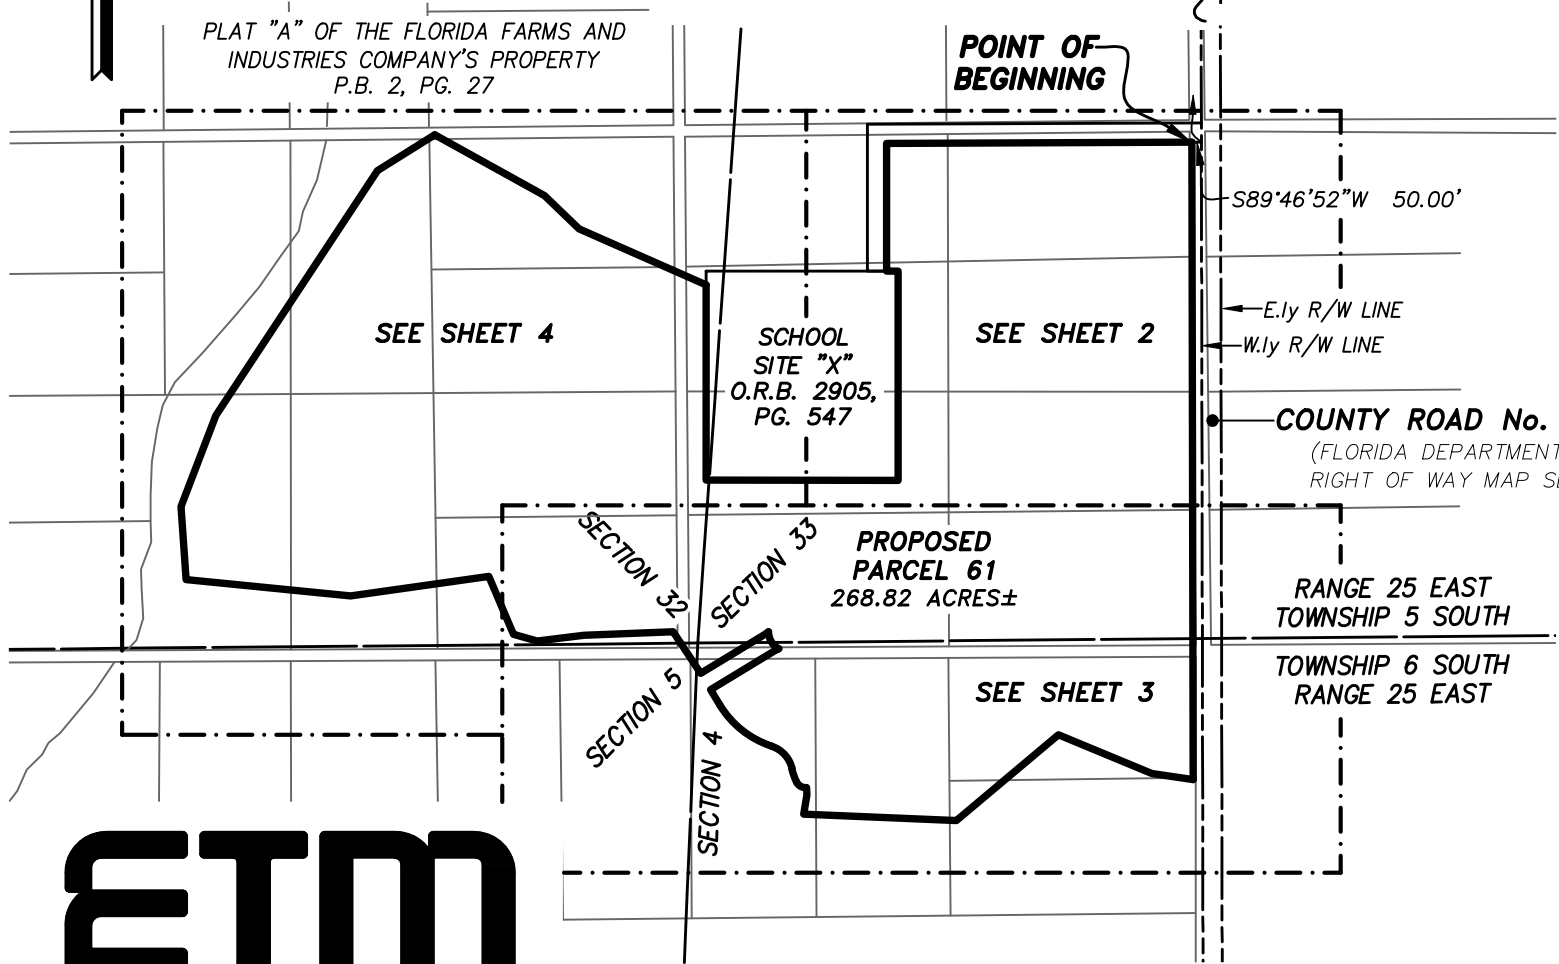 PLAT "A" OF THE FLORIDA FARMS AND
INDUSTRIES COMPANY'S PROPERTY
P.B. 2, PG. 27
POINT OF
BEGINNING
S89°46'52"W 50.00'
E.ly R/W LINE
W.ly R/W LINE
SEE SHEET 4
SCHOOL
SITE "X"
O.R.B. 2905,
PG. 547
SEE SHEET 2
COUNTY ROAD No.
(FLORIDA DEPARTMENT
RIGHT OF WAY MAP
SECTION 32
SECTION 33
PROPOSED
PARCEL 61
268.82 ACRES±
RANGE 25 EAST
TOWNSHIP 5 SOUTH
TOWNSHIP 6 SOUTH
RANGE 25 EAST
SECTION 5
SECTION 4
SEE SHEET 3
ETM